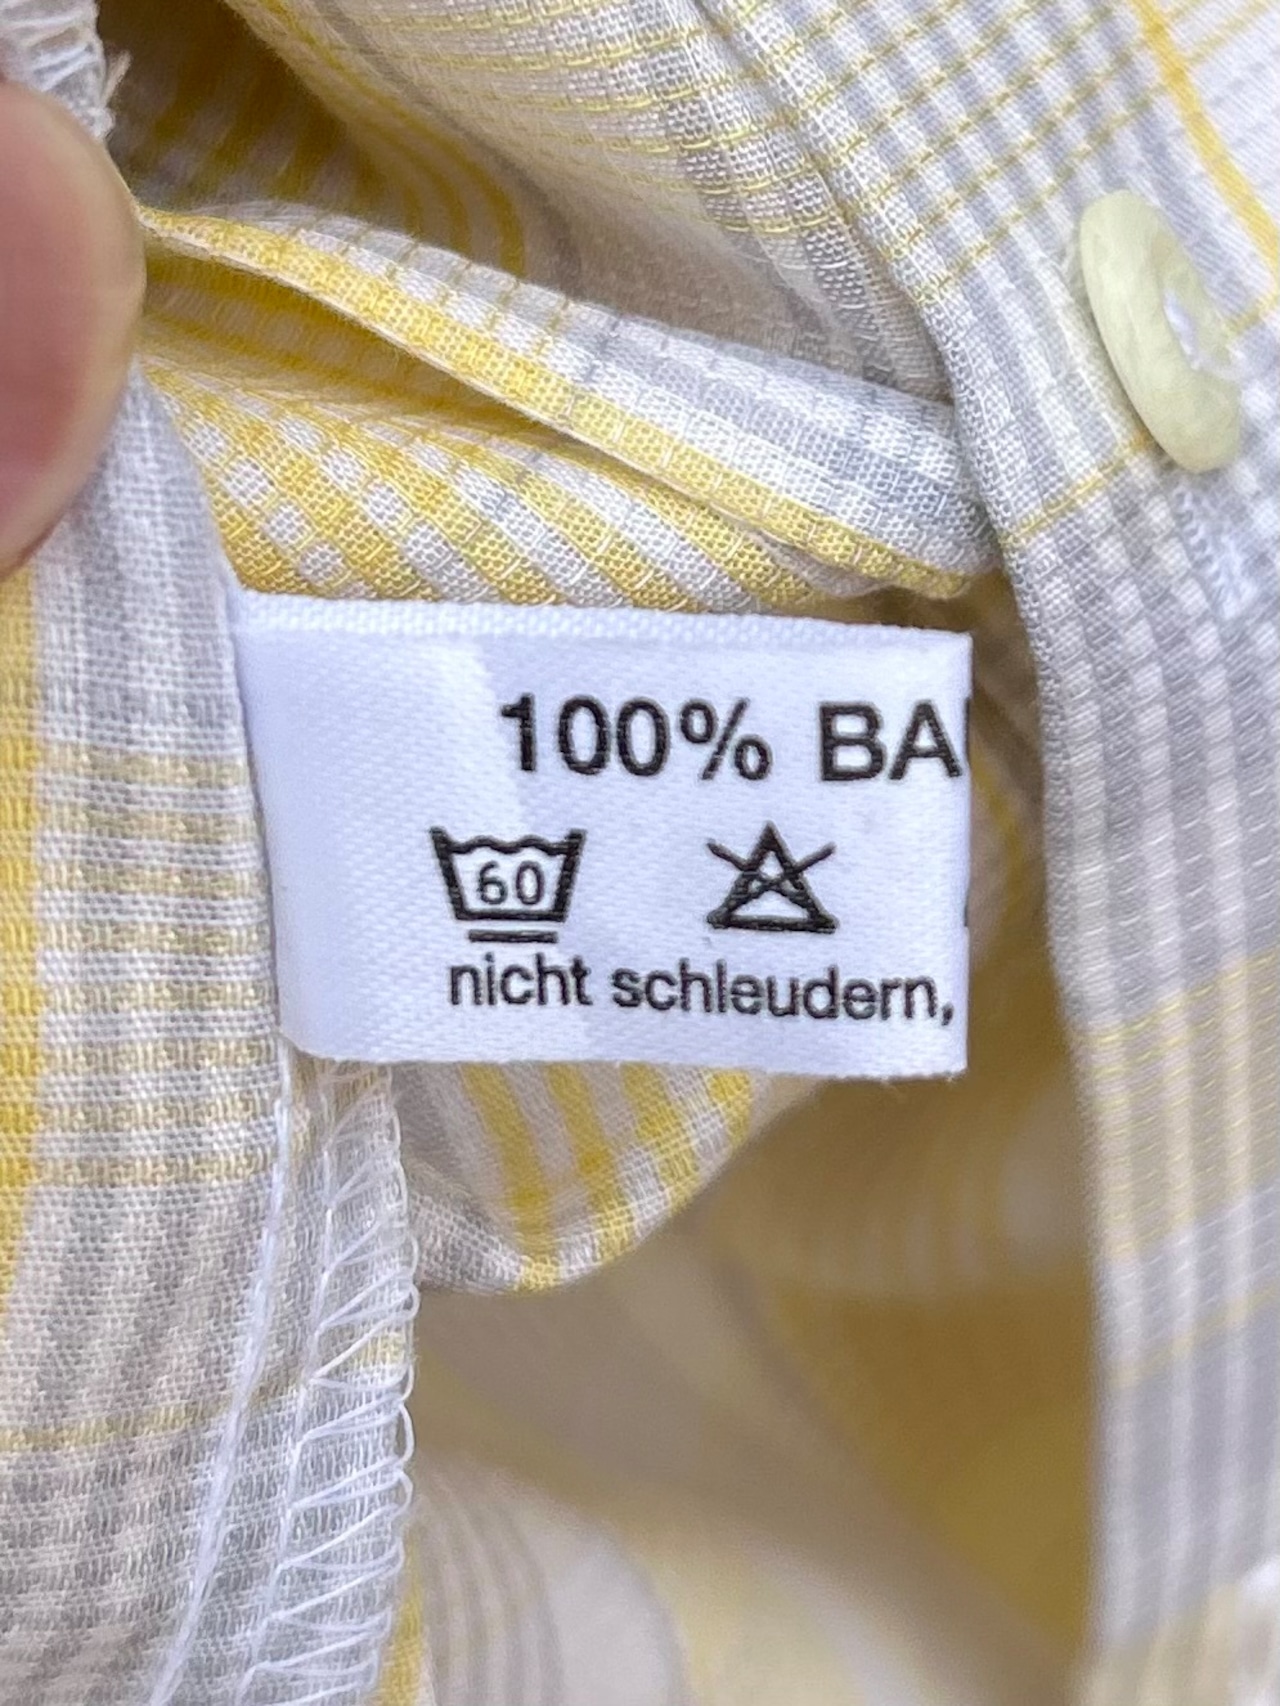 100% BA
60
nicht schleudern,